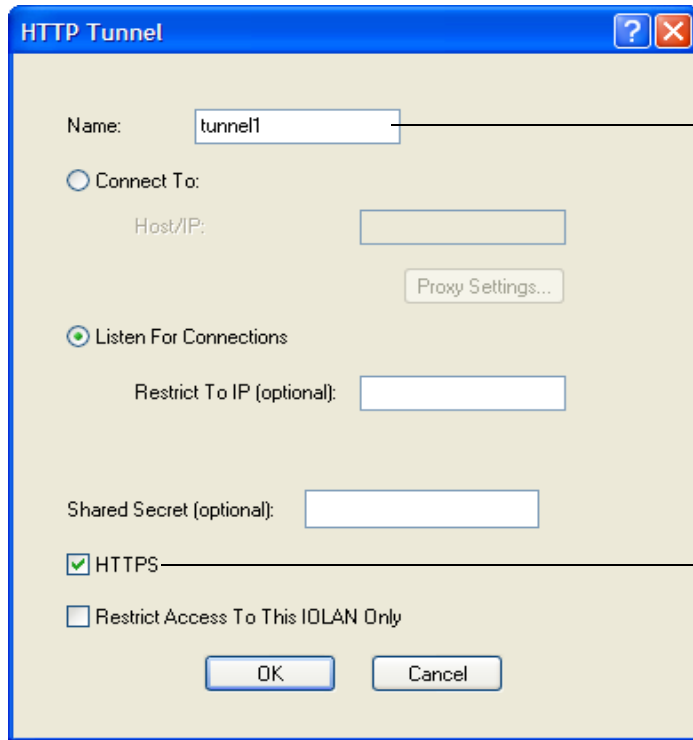 HTTP Tunnel
Name: tunnel1
Connect To:
Host/IP:
Proxy Settings...
Listen For Connections
Restrict To IP (optional):
Shared Secret (optional):
HTTPS
Restrict Access To This IOLAN Only
OK Cancel